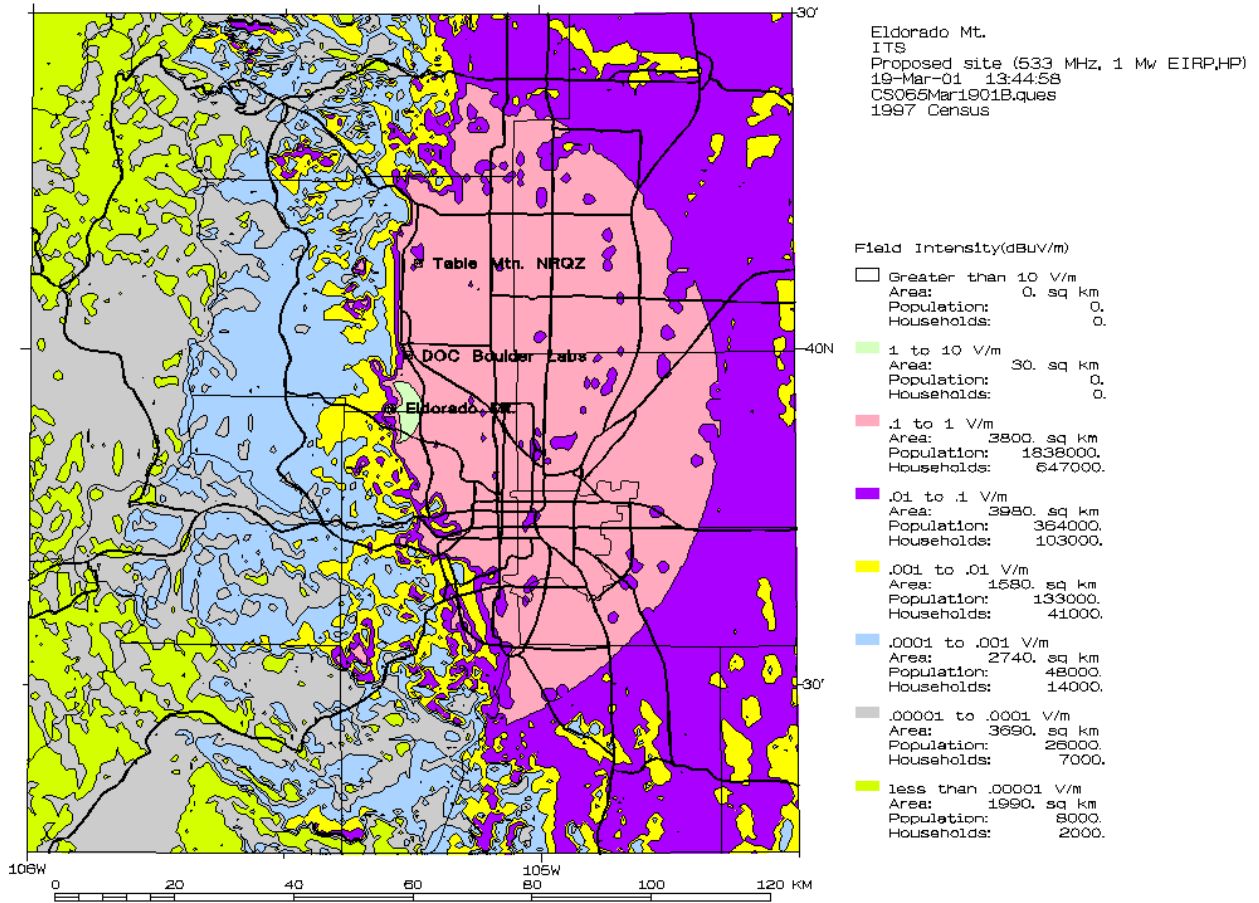 30'
Eldorado Mt.
ITS
Proposed site (533 MHz, 1 Mw EIRP,HP)
19-Mar-01 13:44:58
CS065Mar1901B.ques
1997 Census
Table Mtn. NRQZ
DOC Boulder Labs
40N
Eldorado Mt.
30'
106W
105W
0 20 40 60 80 100 120 KM
Field Intensity(dBuV/m)
Greater than 10 V/m
Area: 0. sq km
Population: 0.
Households: 0.
1 to 10 V/m
Area: 30. sq km
Population: 0.
Households: 0.
.1 to 1 V/m
Area: 3800. sq km
Population: 1838000.
Households: 647000.
.01 to .1 V/m
Area: 3980. sq km
Population: 364000.
Households: 103000.
.001 to .01 V/m
Area: 1580. sq km
Population: 133000.
Households: 41000.
.0001 to .001 V/m
Area: 2740. sq km
Population: 48000.
Households: 14000.
.00001 to .0001 V/m
Area: 3690. sq km
Population: 26000.
Households: 7000.
less than .00001 V/m
Area: 1990. sq km
Population: 8000.
Households: 2000.